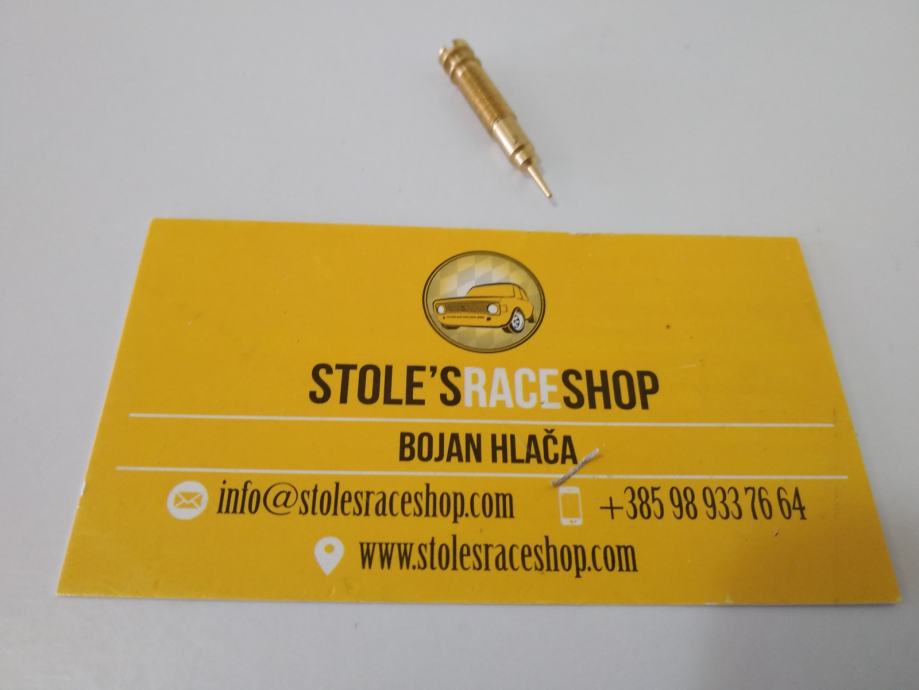 STOLE'SRACESHOP
BOJAN HLAČA
info@stolesraceshop.com +385 98 933 76 64
www.stolesraceshop.com